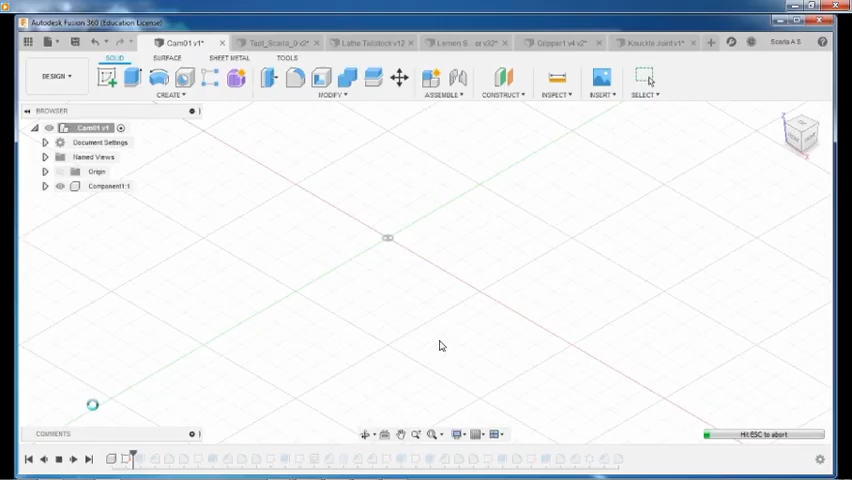 Autodesk Fusion 360 (Education License)
Cam01 v1*
Lathe Tailstock v12
Gripper1 v4 v2*
Knuckle Joint v1*
Scaria A S
SOLID SURFACE SHEET METAL TOOLS
DESIGN
CREATE MODIFY ASSEMBLE CONSTRUCT INSPECT INSERT SELECT
BROWSER
Cam01 v1
Document Settings
Named Views
Origin
Component1:1
COMMENTS
Hit ESC to abort